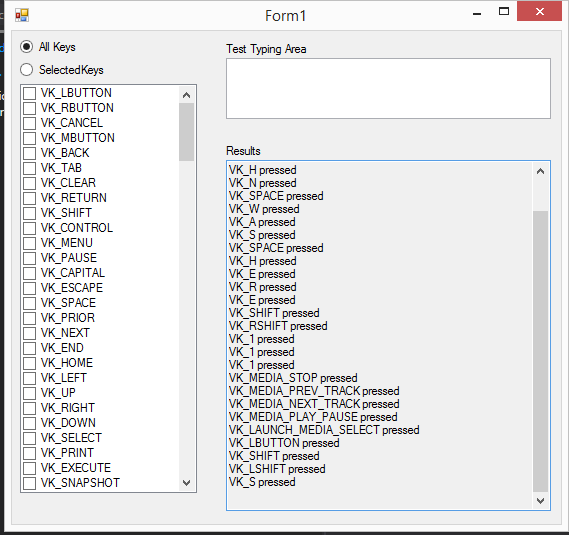 Form1
All Keys
SelectedKeys
VK_LBUTTON
VK_RBUTTON
VK_CANCEL
VK_MBUTTON
VK_BACK
VK_TAB
VK_CLEAR
VK_RETURN
VK_SHIFT
VK_CONTROL
VK_MENU
VK_PAUSE
VK_CAPITAL
VK_ESCAPE
VK_SPACE
VK_PRIOR
VK_NEXT
VK_END
VK_HOME
VK_LEFT
VK_UP
VK_RIGHT
VK_DOWN
VK_SELECT
VK_PRINT
VK_EXECUTE
VK_SNAPSHOT
Test Typing Area
Results
VK_H pressed
VK_N pressed
VK_SPACE pressed
VK_W pressed
VK_A pressed
VK_S pressed
VK_SPACE pressed
VK_H pressed
VK_E pressed
VK_R pressed
VK_E pressed
VK_SHIFT pressed
VK_RSHIFT pressed
VK_1 pressed
VK_1 pressed
VK_1 pressed
VK_MEDIA_STOP pressed
VK_MEDIA_PREV_TRACK pressed
VK_MEDIA_NEXT_TRACK pressed
VK_MEDIA_PLAY_PAUSE pressed
VK_LAUNCH_MEDIA_SELECT pressed
VK_LBUTTON pressed
VK_SHIFT pressed
VK_LSHIFT pressed
VK_S pressed